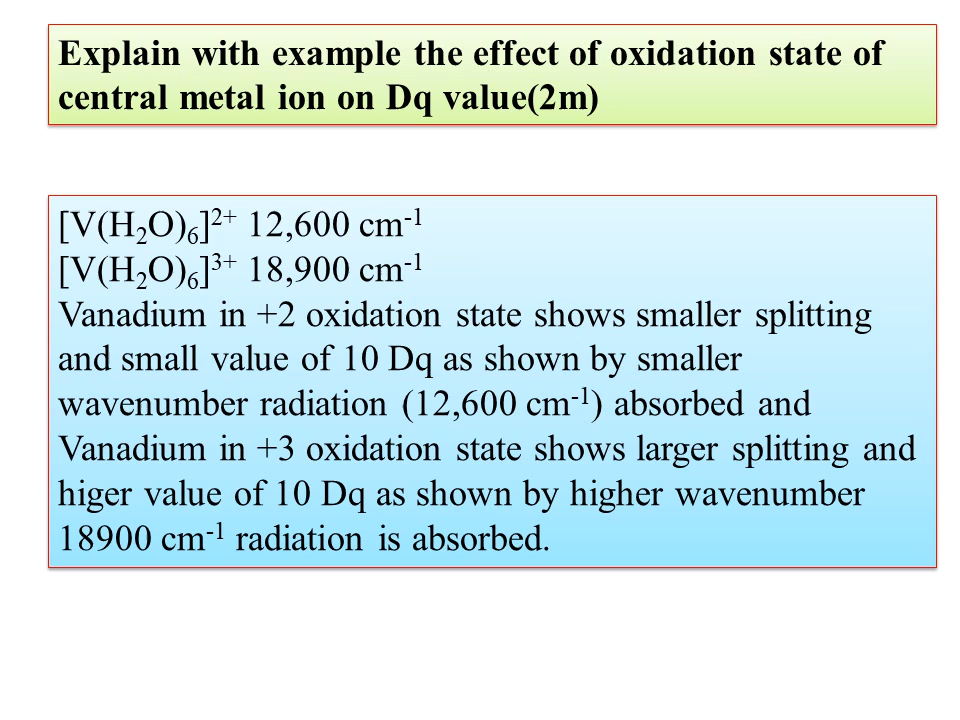 Explain with example the effect of oxidation state of
central metal ion on Dq value(2m)
[V(H₂O)₆]²⁺ 12,600 cm⁻¹
[V(H₂O)₆]³⁺ 18,900 cm⁻¹
Vanadium in +2 oxidation state shows smaller splitting
and small value of 10 Dq as shown by smaller
wavenumber radiation (12,600 cm⁻¹) absorbed and
Vanadium in +3 oxidation state shows larger splitting and
higer value of 10 Dq as shown by higher wavenumber
18900 cm⁻¹ radiation is absorbed.